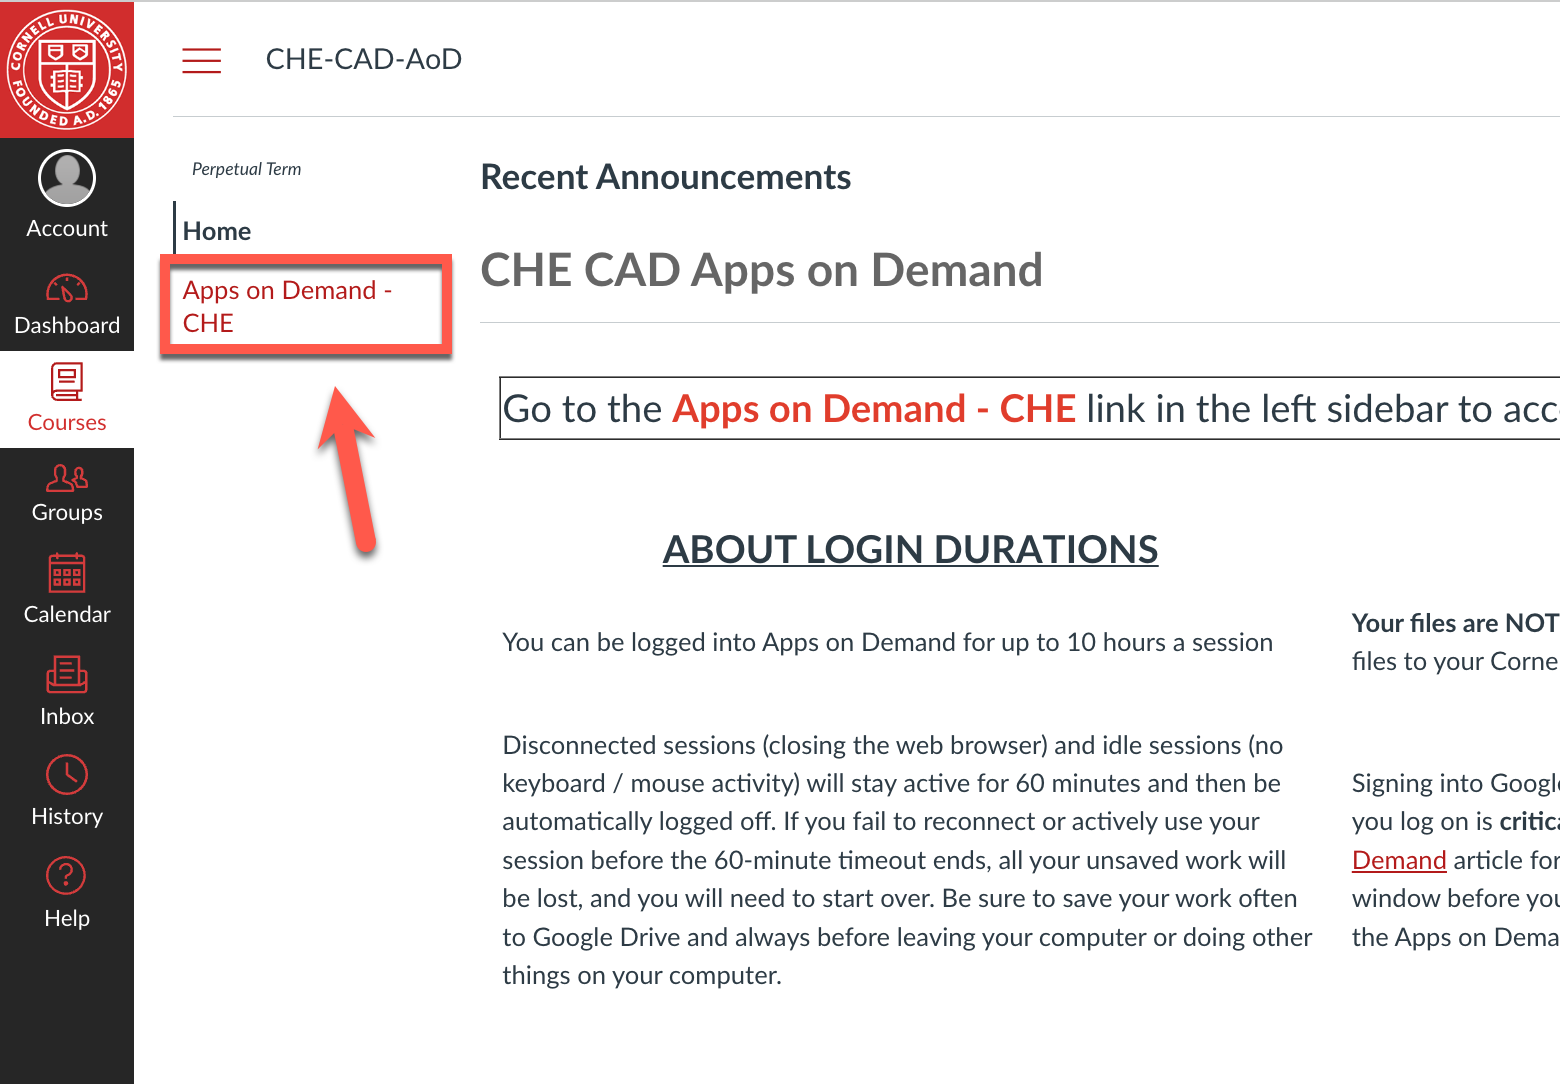 CORNELL UNIVERSITY
FOUNDED A.D. 1865
CHE-CAD-AoD
Account
Dashboard
Courses
Groups
Calendar
Inbox
History
Help
Perpetual Term
Home
Apps on Demand -
CHE
Recent Announcements
CHE CAD Apps on Demand
Go to the Apps on Demand - CHE link in the left sidebar to acc
ABOUT LOGIN DURATIONS
You can be logged into Apps on Demand for up to 10 hours a session
Disconnected sessions (closing the web browser) and idle sessions (no
keyboard / mouse activity) will stay active for 60 minutes and then be
automatically logged off. If you fail to reconnect or actively use your
session before the 60-minute timeout ends, all your unsaved work will
be lost, and you will need to start over. Be sure to save your work often
to Google Drive and always before leaving your computer or doing other
things on your computer.
Your files are NOT
files to your Corne
Signing into Google
you log on is critica
Demand article for
window before you
the Apps on Dema